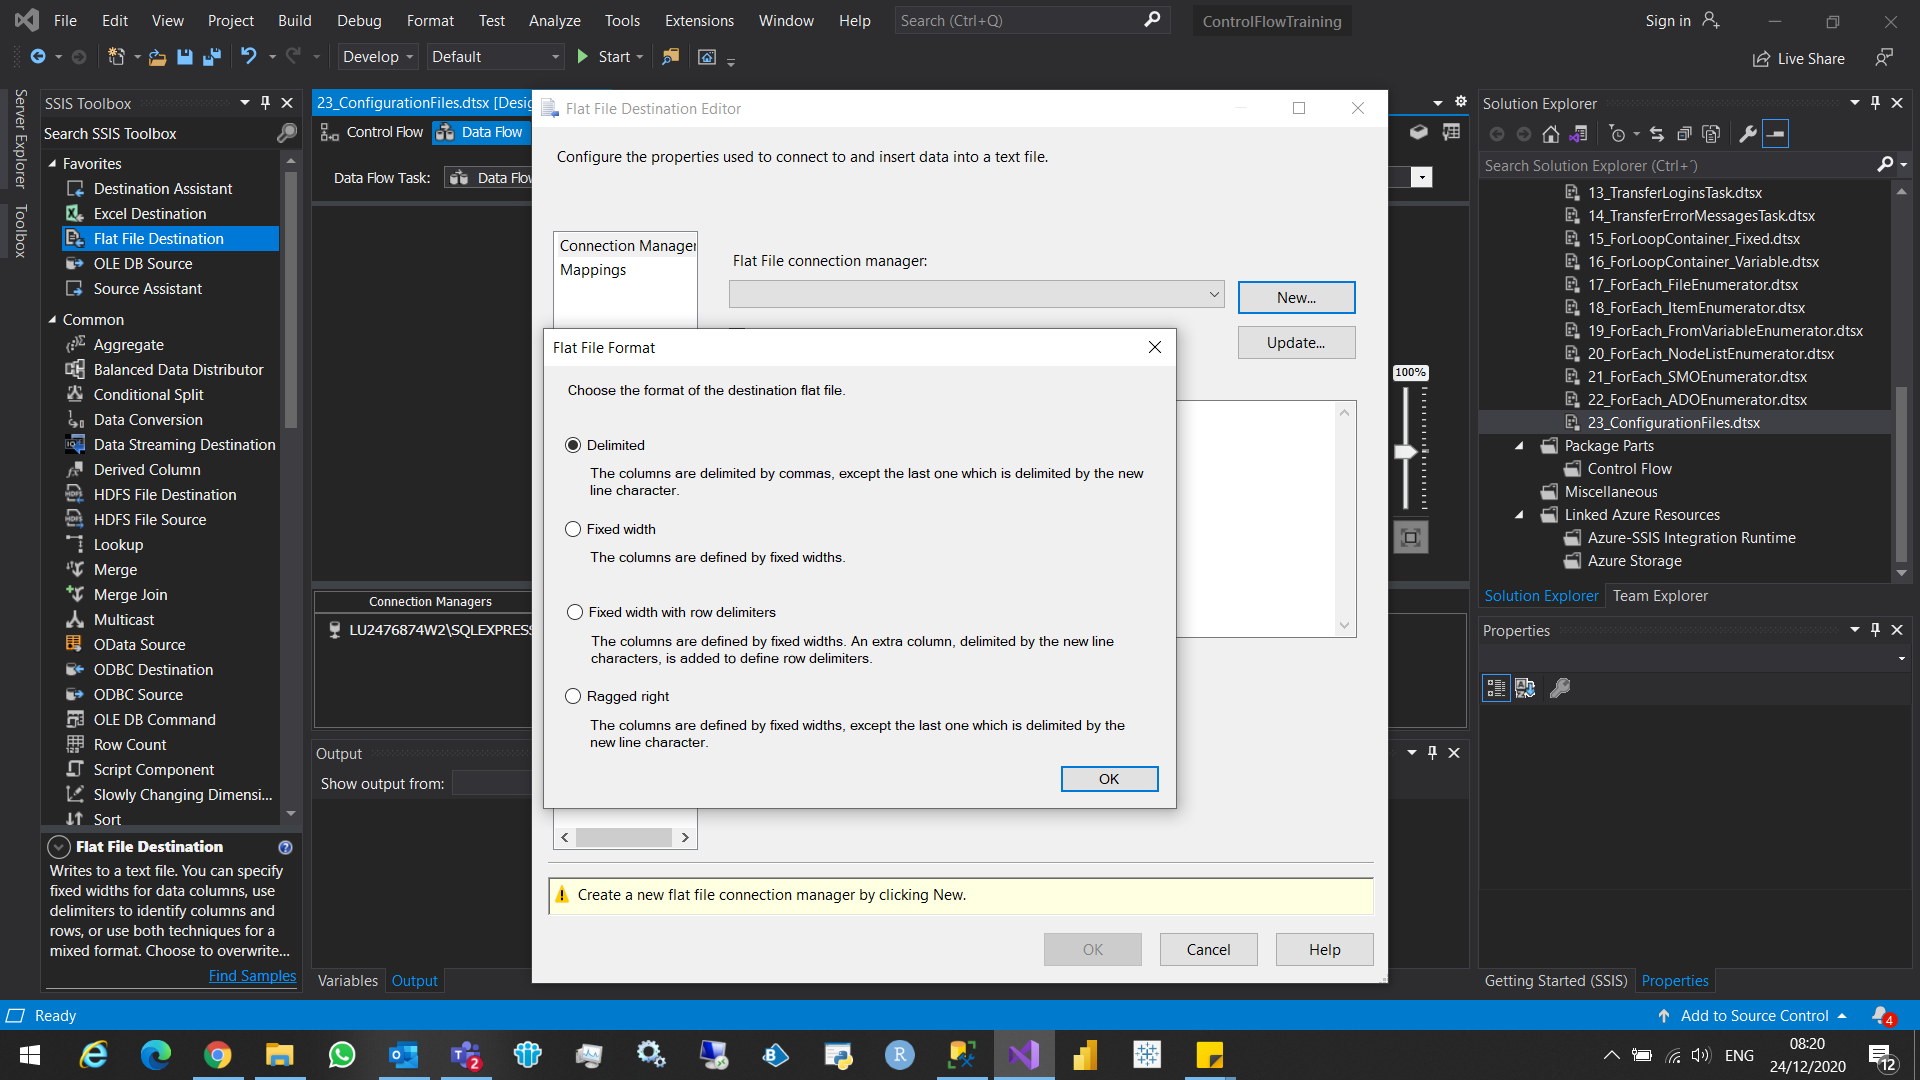 File Edit View Project Build Debug Format Test Analyze Tools Extensions Window Help Search (Ctrl+Q) ControlFlowTraining Sign in
Develop Default Start Live Share
Server Explorer
Toolbox
SSIS Toolbox
Search SSIS Toolbox
Favorites
Destination Assistant
Excel Destination
Flat File Destination
OLE DB Source
Source Assistant
Common
Aggregate
Balanced Data Distributor
Conditional Split
Data Conversion
Data Streaming Destination
Derived Column
HDFS File Destination
HDFS File Source
Lookup
Merge
Merge Join
Multicast
OData Source
ODBC Destination
ODBC Source
OLE DB Command
Row Count
Script Component
Slowly Changing Dimensi...
Sort
Flat File Destination
Writes to a text file. You can specify
fixed widths for data columns, use
delimiters to identify columns and
rows, or use both techniques for a
mixed format. Choose to overwrite...
Find Samples
23_ConfigurationFiles.dtsx [Desig
Control Flow Data Flow
Data Flow Task: Data Flow
Connection Managers
LU2476874W2\SQLEXPRESS
Output
Show output from:
Variables Output
Flat File Destination Editor
Configure the properties used to connect to and insert data into a text file.
Connection Manager
Mappings
Flat File connection manager:
New...
Update...
Flat File Format
Choose the format of the destination flat file.
Delimited
The columns are delimited by commas, except the last one which is delimited by the new
line character.
Fixed width
The columns are defined by fixed widths.
Fixed width with row delimiters
The columns are defined by fixed widths. An extra column, delimited by the new line
characters, is added to define row delimiters.
Ragged right
The columns are defined by fixed widths, except the last one which is delimited by the
new line character.
OK
Create a new flat file connection manager by clicking New.
OK Cancel Help
100%
Solution Explorer
Search Solution Explorer (Ctrl+¨)
13_TransferLoginsTask.dtsx
14_TransferErrorMessagesTask.dtsx
15_ForLoopContainer_Fixed.dtsx
16_ForLoopContainer_Variable.dtsx
17_ForEach_FileEnumerator.dtsx
18_ForEach_ItemEnumerator.dtsx
19_ForEach_FromVariableEnumerator.dtsx
20_ForEach_NodeListEnumerator.dtsx
21_ForEach_SMOEnumerator.dtsx
22_ForEach_ADOEnumerator.dtsx
23_ConfigurationFiles.dtsx
Package Parts
Control Flow
Miscellaneous
Linked Azure Resources
Azure-SSIS Integration Runtime
Azure Storage
Solution Explorer Team Explorer
Properties
Getting Started (SSIS) Properties
Ready Add to Source Control 4
2 R ENG 08:20
24/12/2020 12